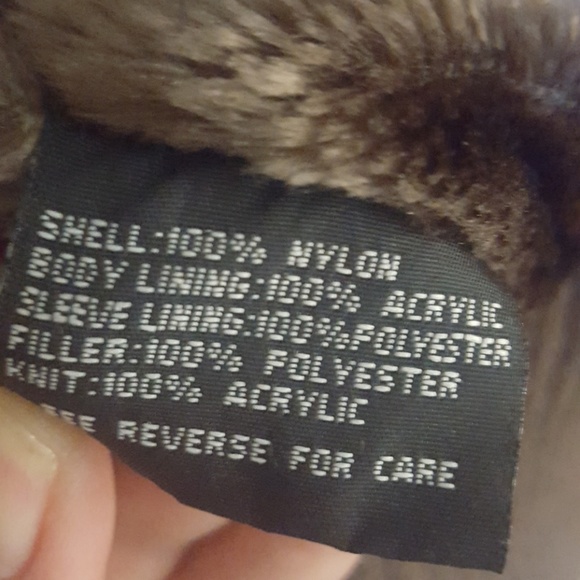 SHELL:100% NYLON
BODY LINING:100% ACRYLIC
SLEEVE LINING:100%POLYESTER
FILLER:100% POLYESTER
KNIT:100% ACRYLIC
SEE REVERSE FOR CARE